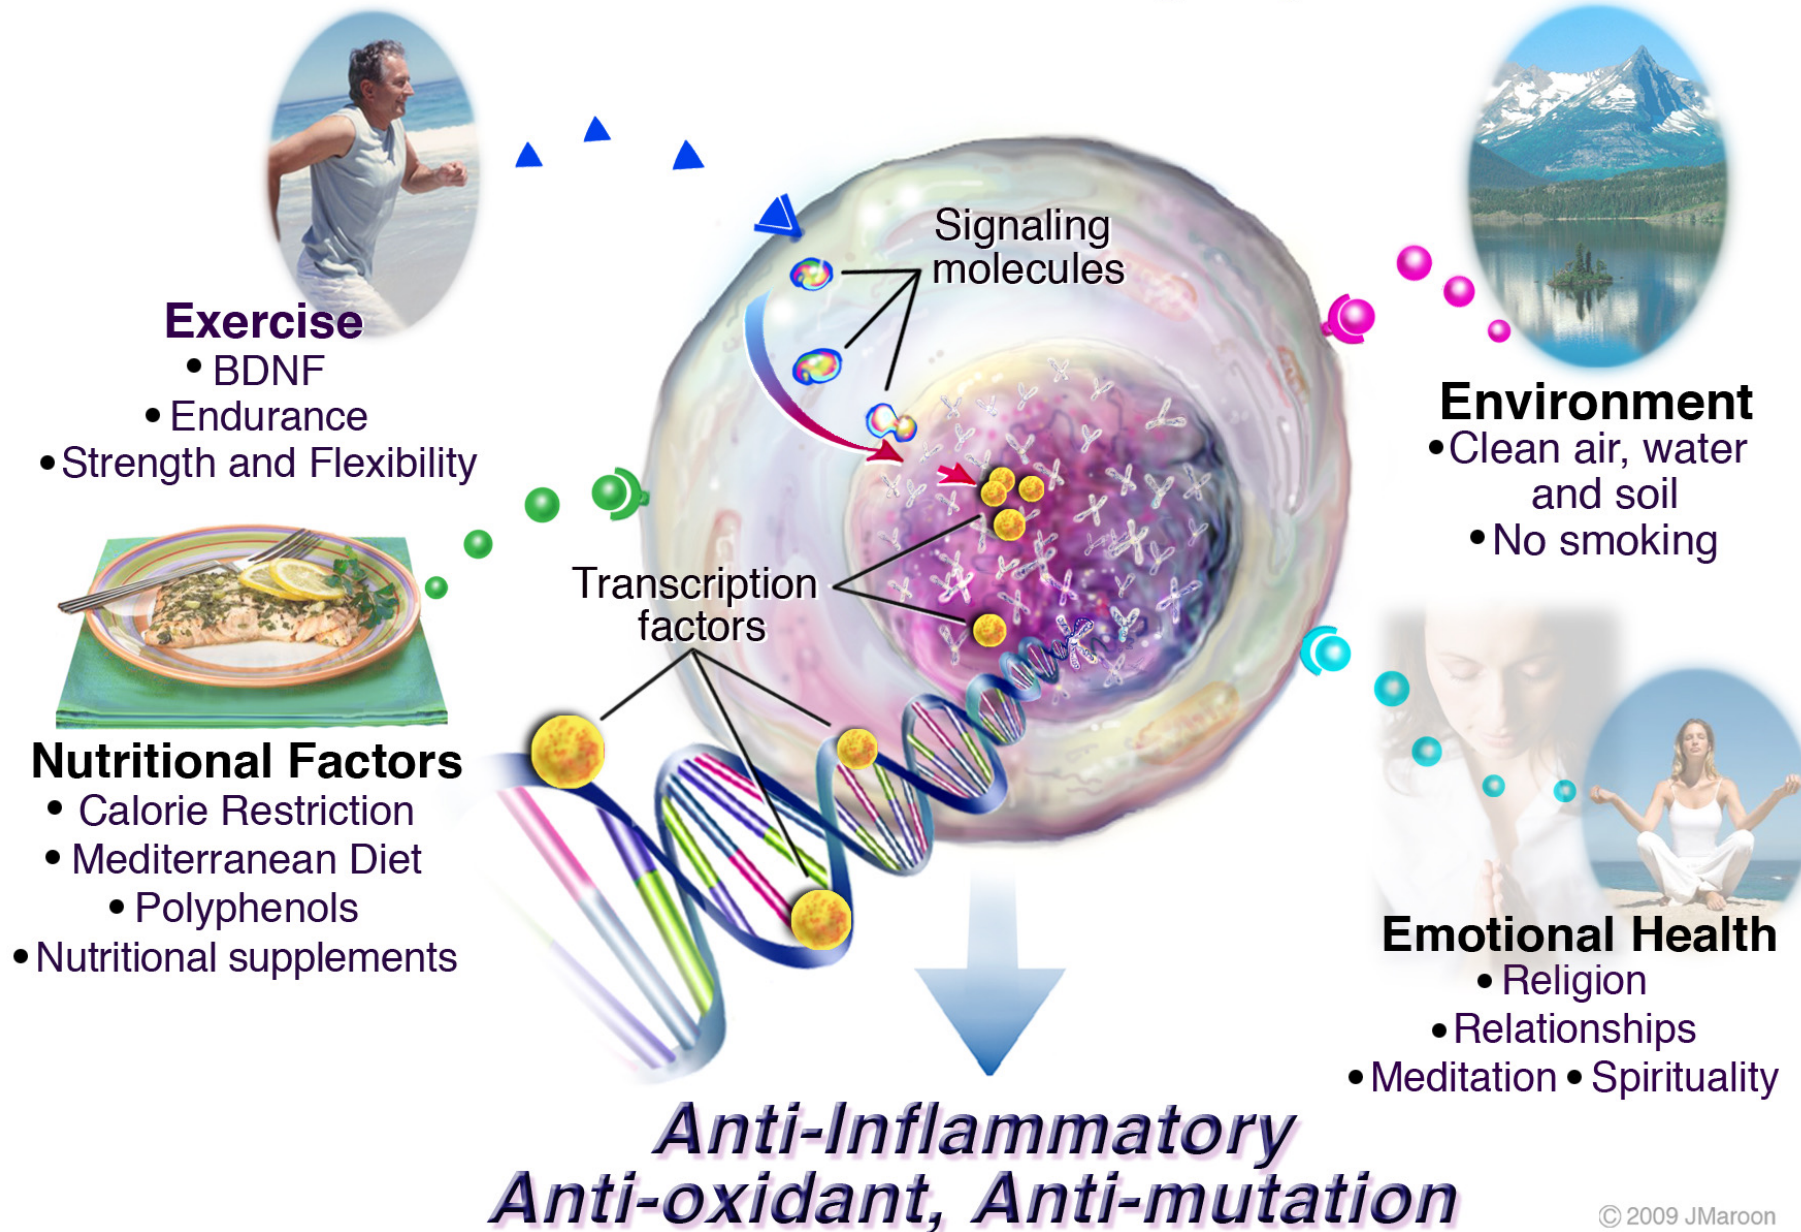 Signaling
molecules
Exercise
• BDNF
• Endurance
• Strength and Flexibility
Environment
• Clean air, water
and soil
• No smoking
Transcription
factors
Nutritional Factors
• Calorie Restriction
• Mediterranean Diet
• Polyphenols
• Nutritional supplements
Emotional Health
• Religion
• Relationships
• Meditation • Spirituality
Anti-Inflammatory
Anti-oxidant, Anti-mutation
© 2009 JMaroon